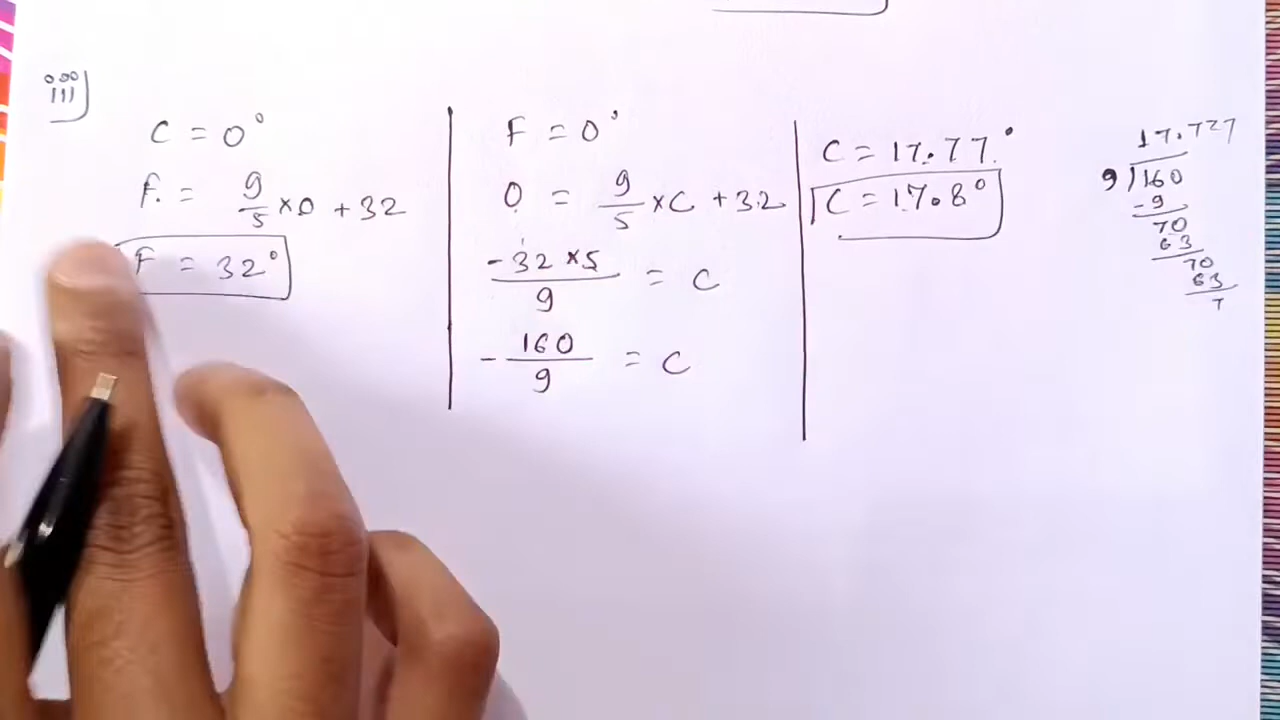 iii)
C = 0°
F = 9/5 × 0 + 32
F = 32°
F = 0°
0 = 9/5 × C + 32
-32 × 5 / 9 = C
- 160/9 = C
C = 17.77°
C = 17.8°
17.727
9 ) 160
-9
70
63
70
63
7